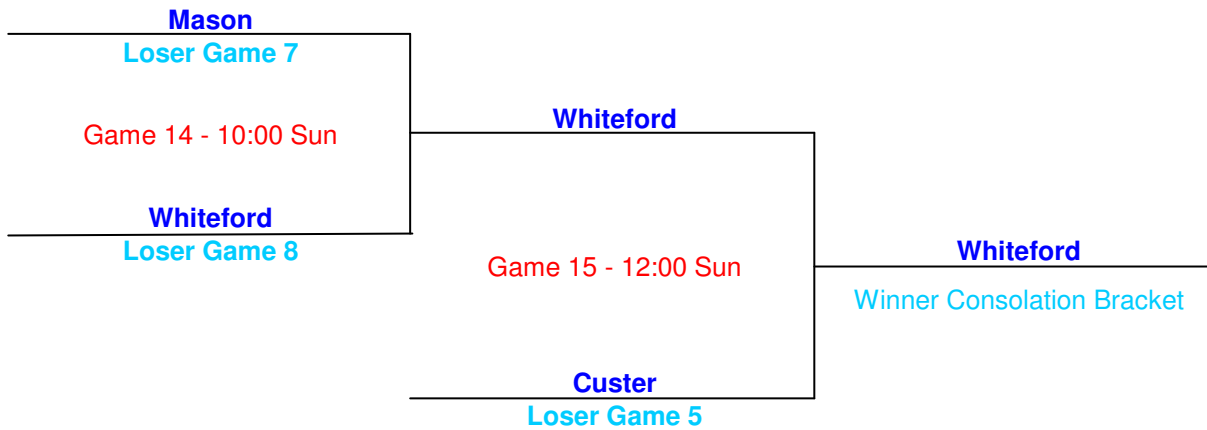 Mason
Loser Game 7
Game 14 - 10:00 Sun
Whiteford
Whiteford
Loser Game 8
Game 15 - 12:00 Sun
Whiteford
Winner Consolation Bracket
Custer
Loser Game 5